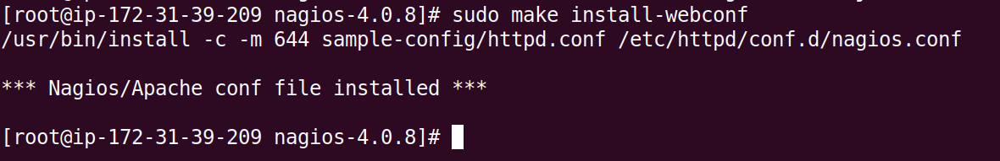 [root@ip-172-31-39-209 nagios-4.0.8]# sudo make install-webconf
/usr/bin/install -c -m 644 sample-config/httpd.conf /etc/httpd/conf.d/nagios.conf
*** Nagios/Apache conf file installed ***
[root@ip-172-31-39-209 nagios-4.0.8]#